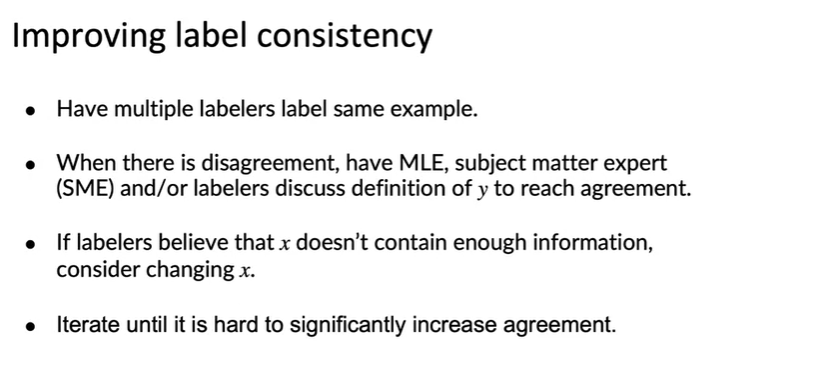 Improving label consistency
• Have multiple labelers label same example.
• When there is disagreement, have MLE, subject matter expert
(SME) and/or labelers discuss definition of y to reach agreement.
• If labelers believe that x doesn't contain enough information,
consider changing x.
• Iterate until it is hard to significantly increase agreement.